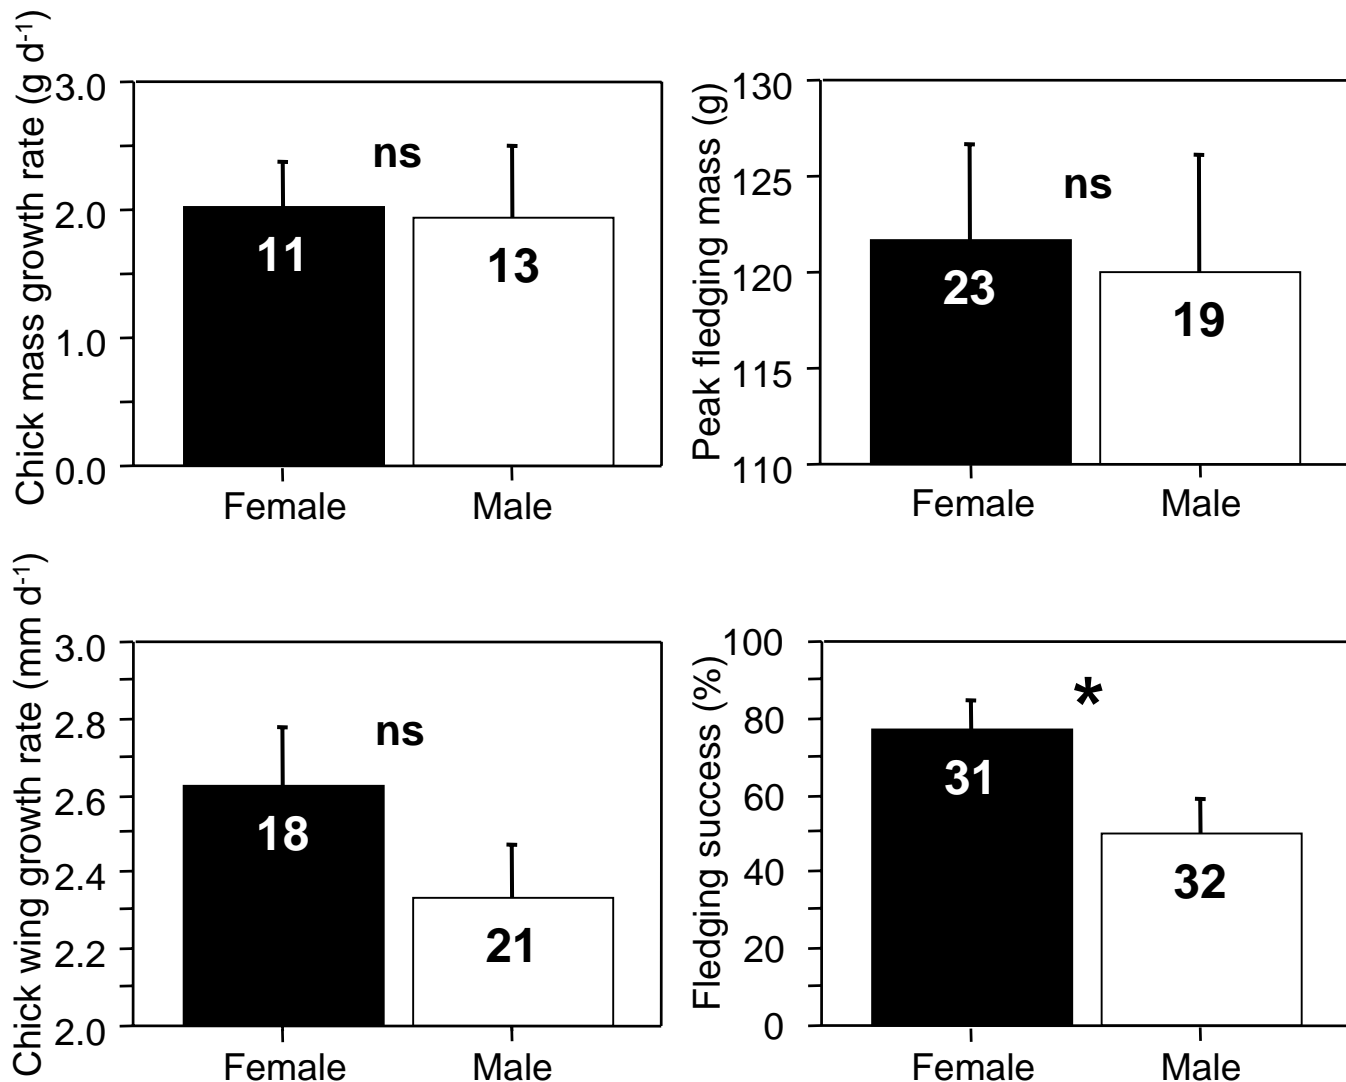 Chick mass growth rate (g d-1)
3.0
2.0
1.0
0.0
ns
11
13
Female
Male
Peak fledging mass (g)
130
125
120
115
110
ns
23
19
Female
Male
Chick wing growth rate (mm d-1)
3.0
2.8
2.6
2.4
2.2
2.0
ns
18
21
Female
Male
Fledging success (%)
100
80
60
40
20
0
*
31
32
Female
Male